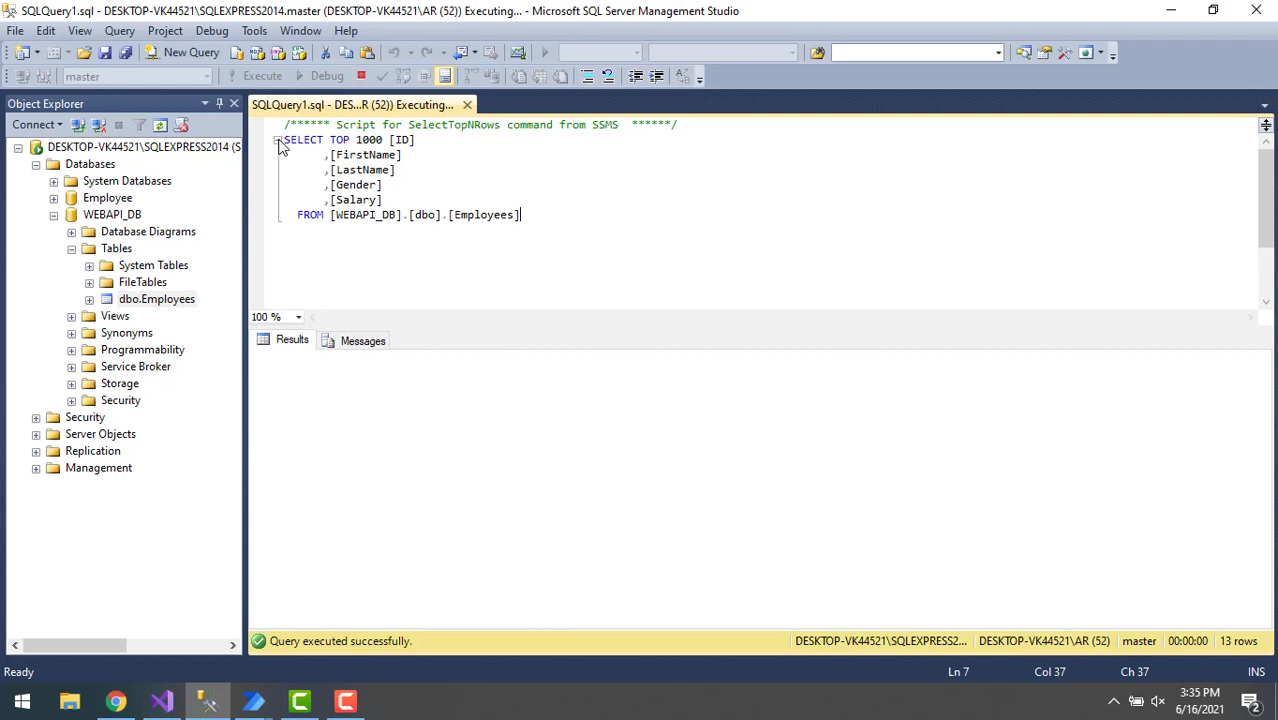 SQLQuery1.sql - DESKTOP-VK44521\SQLEXPRESS2014.master (DESKTOP-VK44521\AR (52)) Executing... - Microsoft SQL Server Management Studio
File Edit View Query Project Debug Tools Window Help
New Query
master Execute Debug
Object Explorer
SQLQuery1.sql - DES...R (52)) Executing...
Connect
DESKTOP-VK44521\SQLEXPRESS2014 (S
Databases
System Databases
Employee
WEBAPI_DB
Database Diagrams
Tables
System Tables
FileTables
dbo.Employees
Views
Synonyms
Programmability
Service Broker
Storage
Security
Security
Server Objects
Replication
Management
/****** Script for SelectTopNRows command from SSMS ******/
SELECT TOP 1000 [ID]
,[FirstName]
,[LastName]
,[Gender]
,[Salary]
FROM [WEBAPI_DB].[dbo].[Employees]
100 %
Results Messages
Query executed successfully. DESKTOP-VK44521\SQLEXPRESS2... DESKTOP-VK44521\AR (52) master 00:00:00 13 rows
Ready Ln 7 Col 37 Ch 37 INS
3:35 PM
6/16/2021
2